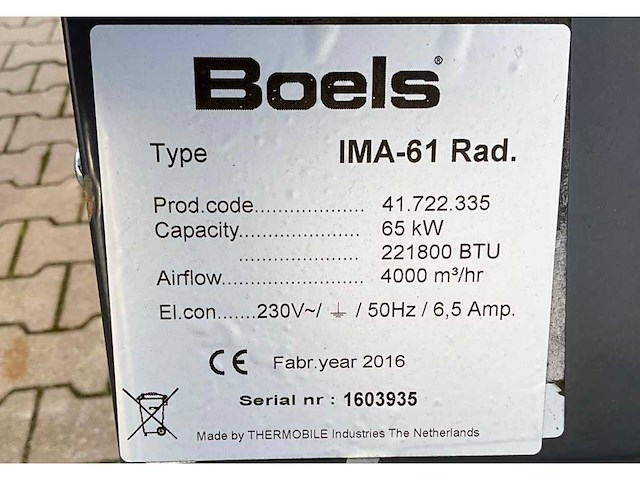 Boels®
Type IMA-61 Rad.
Prod.code................... 41.722.335
Capacity..................... 65 kW
..................... 221800 BTU
Airflow........................ 4000 m³/hr
El.con.......230V~/ ⏚ / 50Hz / 6,5 Amp.
CE Fabr.year 2016
Serial nr : 1603935
Made by THERMOBILE Industries The Netherlands